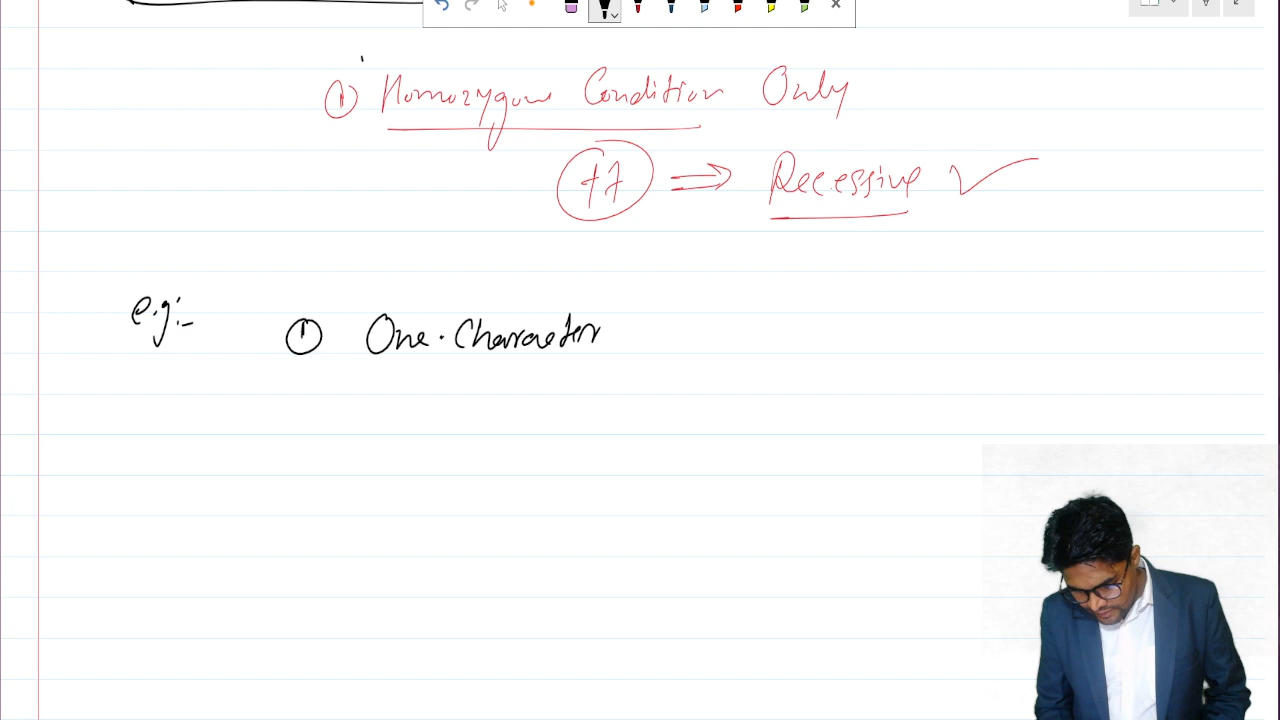 ① Homozygous Condition Only
tt ⇒ Recessive ✓
e.g:-
① One. Character